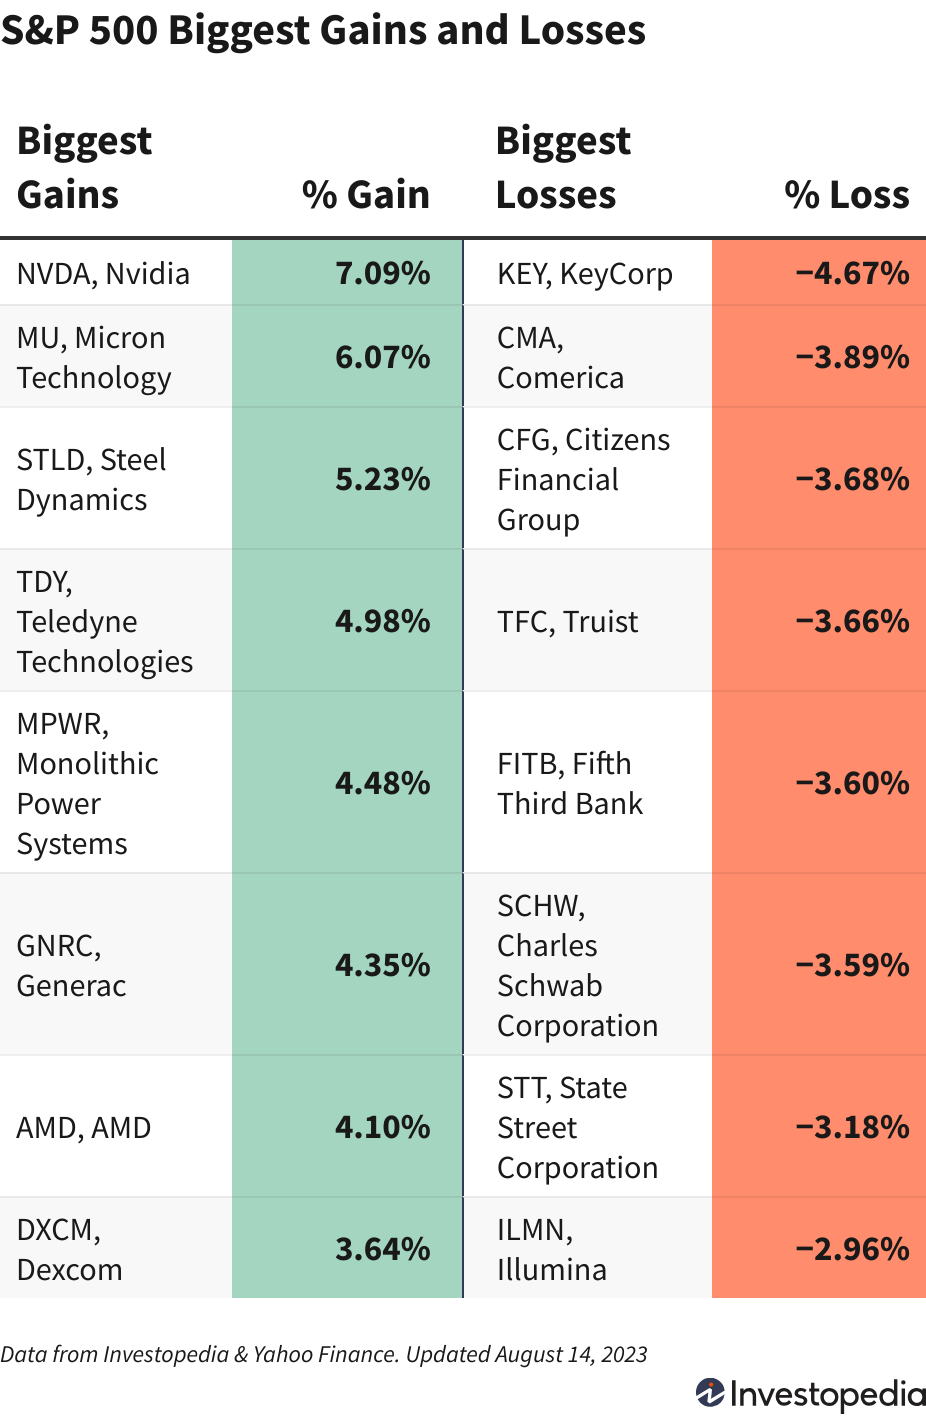 S&P 500 Biggest Gains and Losses
Biggest
Gains
% Gain
Biggest
Losses
% Loss
NVDA, Nvidia
7.09%
KEY, KeyCorp
−4.67%
MU, Micron
Technology
6.07%
CMA,
Comerica
−3.89%
STLD, Steel
Dynamics
5.23%
CFG, Citizens
Financial
Group
−3.68%
TDY,
Teledyne
Technologies
4.98%
TFC, Truist
−3.66%
MPWR,
Monolithic
Power
Systems
4.48%
FITB, Fifth
Third Bank
−3.60%
GNRC,
Generac
4.35%
SCHW,
Charles
Schwab
Corporation
−3.59%
AMD, AMD
4.10%
STT, State
Street
Corporation
−3.18%
DXCM,
Dexcom
3.64%
ILMN,
Illumina
−2.96%
Data from Investopedia & Yahoo Finance. Updated August 14, 2023
Investopedia